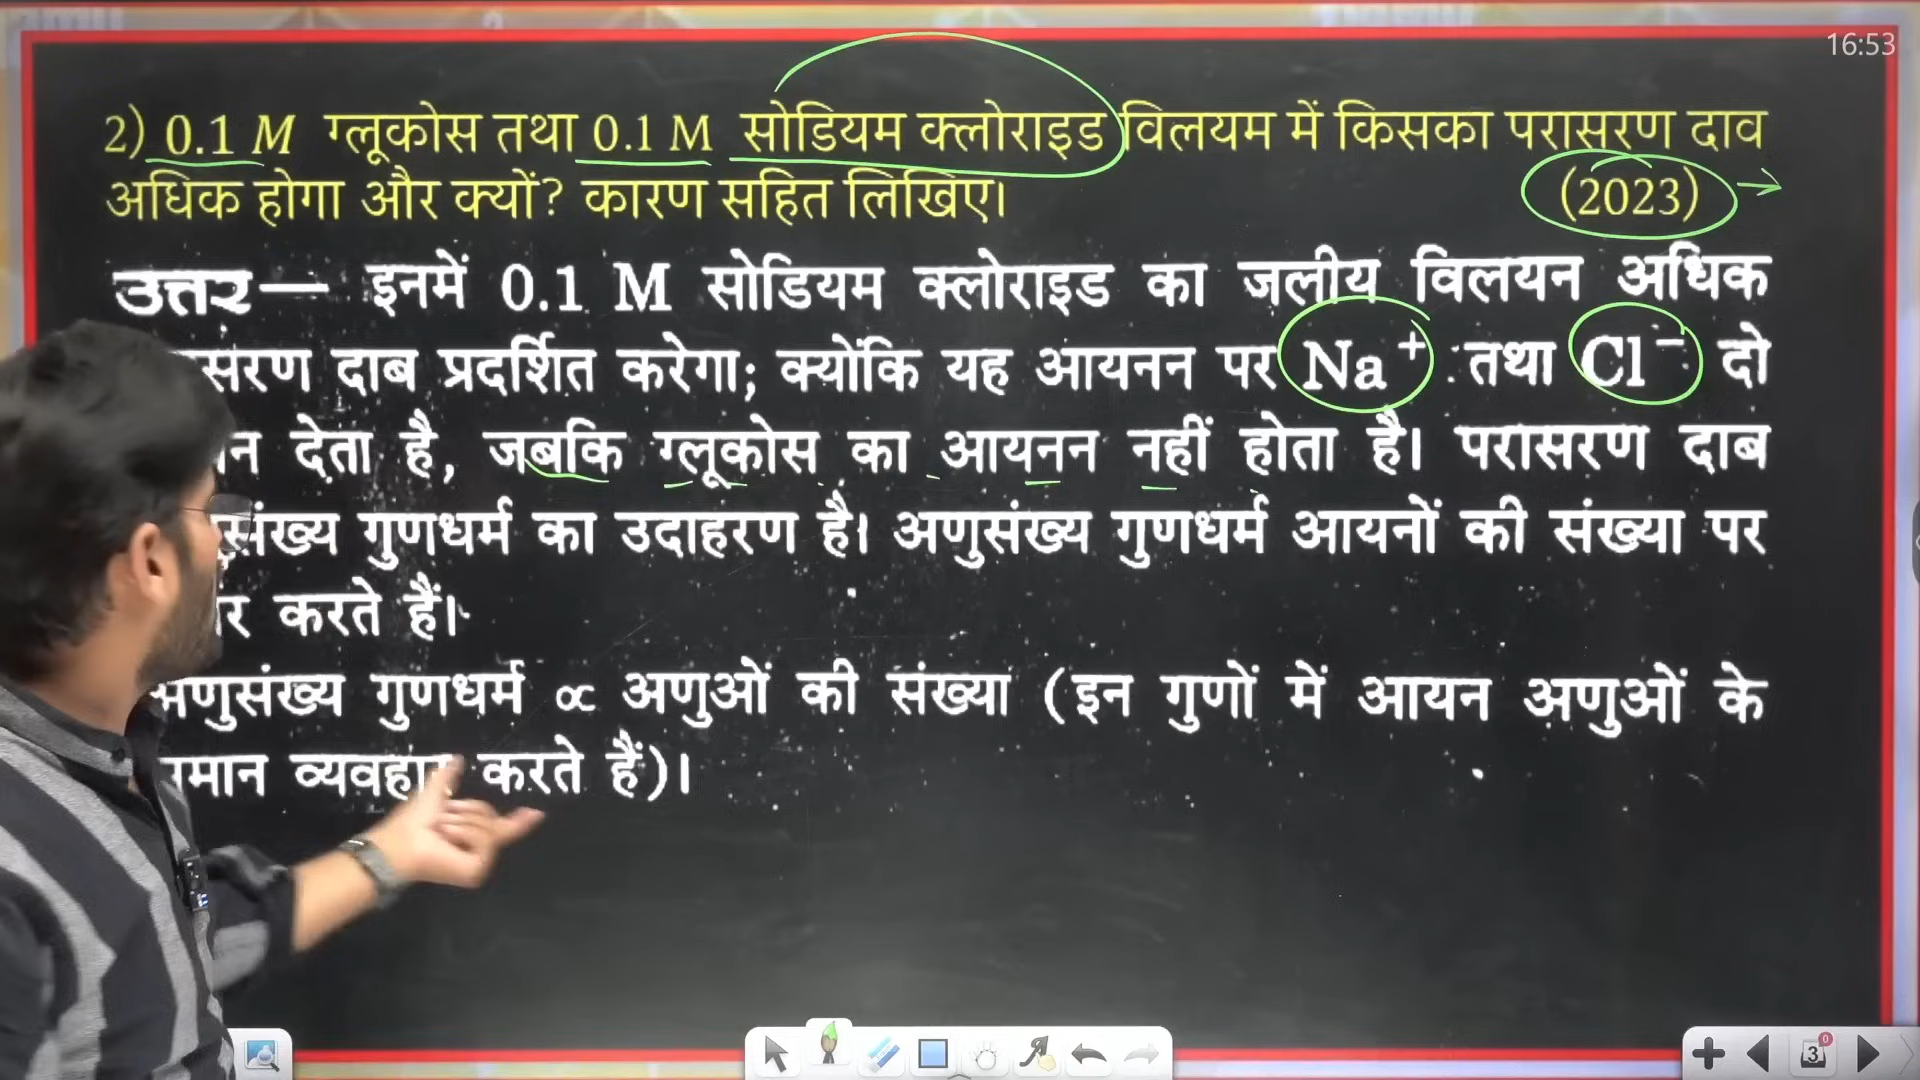 16:53
2) 0.1 M ग्लूकोस तथा 0.1 M सोडियम क्लोराइड विलयम में किसका परासरण दाव
अधिक होगा और क्यों? कारण सहित लिखिए। (2023)
उत्तर— इनमें 0.1 M सोडियम क्लोराइड का जलीय विलयन अधिक
दाब प्रदर्शित करेगा; क्योंकि यह आयनन पर Na⁺ तथा Cl⁻ दो
देता है, जबकि ग्लूकोस का आयनन नहीं होता है। परासरण दाब
गुणधर्म का उदाहरण है। अणुसंख्य गुणधर्म आयनों की संख्या पर
करते हैं।
अणुसंख्य गुणधर्म ∝ अणुओं की संख्या (इन गुणों में आयन अणुओं के
व्यवहार करते हैं)।
3
0